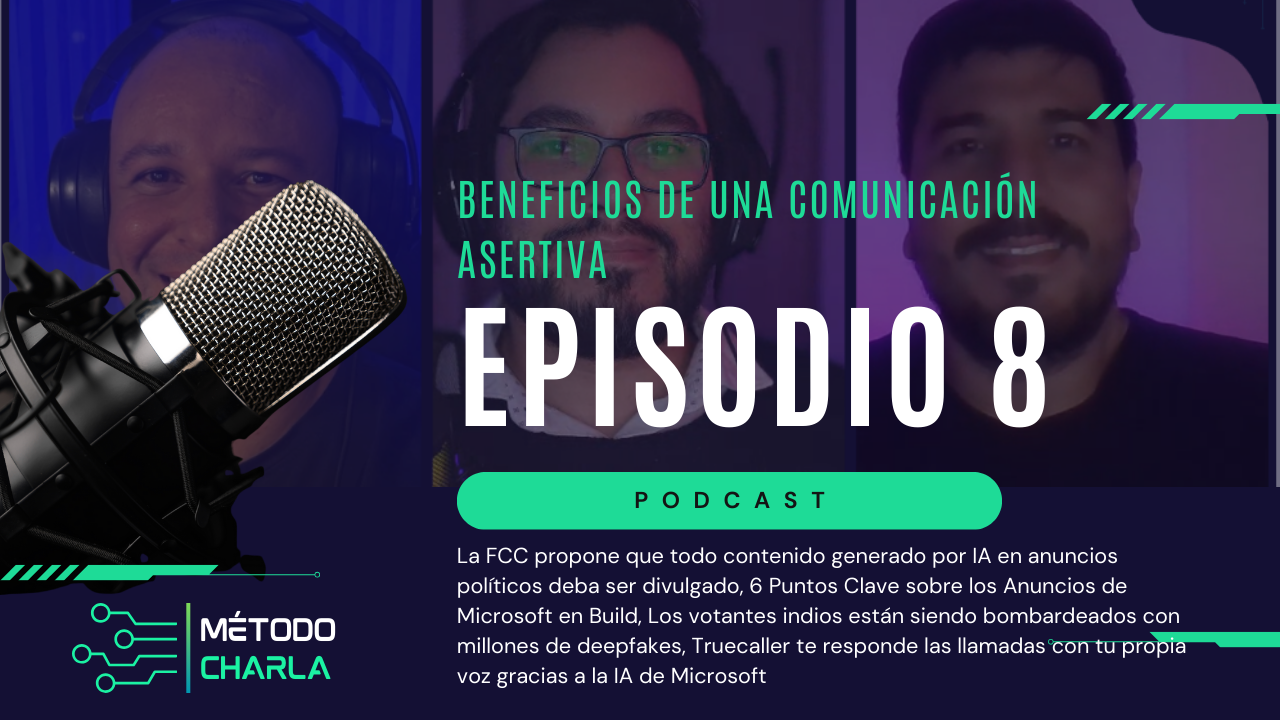 BENEFICIOS DE UNA COMUNICACIÓN
ASERTIVA
EPISODIO 8
PODCAST
La FCC propone que todo contenido generado por IA en anuncios
políticos deba ser divulgado, 6 Puntos Clave sobre los Anuncios de
Microsoft en Build, Los votantes indios están siendo bombardeados con
millones de deepfakes, Truecaller te responde las llamadas con tu propia
voz gracias a la IA de Microsoft
MÉTODO
CHARLA